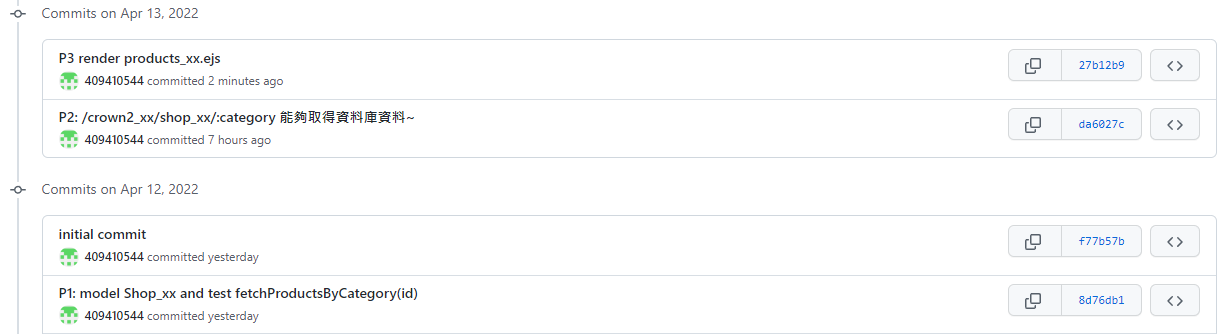 Commits on Apr 13, 2022
P3 render products_xx.ejs
27b12b9
409410544 committed 2 minutes ago
P2: /crown2_xx/shop_xx/:category 能夠取得資料庫資料~
da6027c
409410544 committed 7 hours ago
Commits on Apr 12, 2022
initial commit
f77b57b
409410544 committed yesterday
P1: model Shop_xx and test fetchProductsByCategory(id)
8d76db1
409410544 committed yesterday